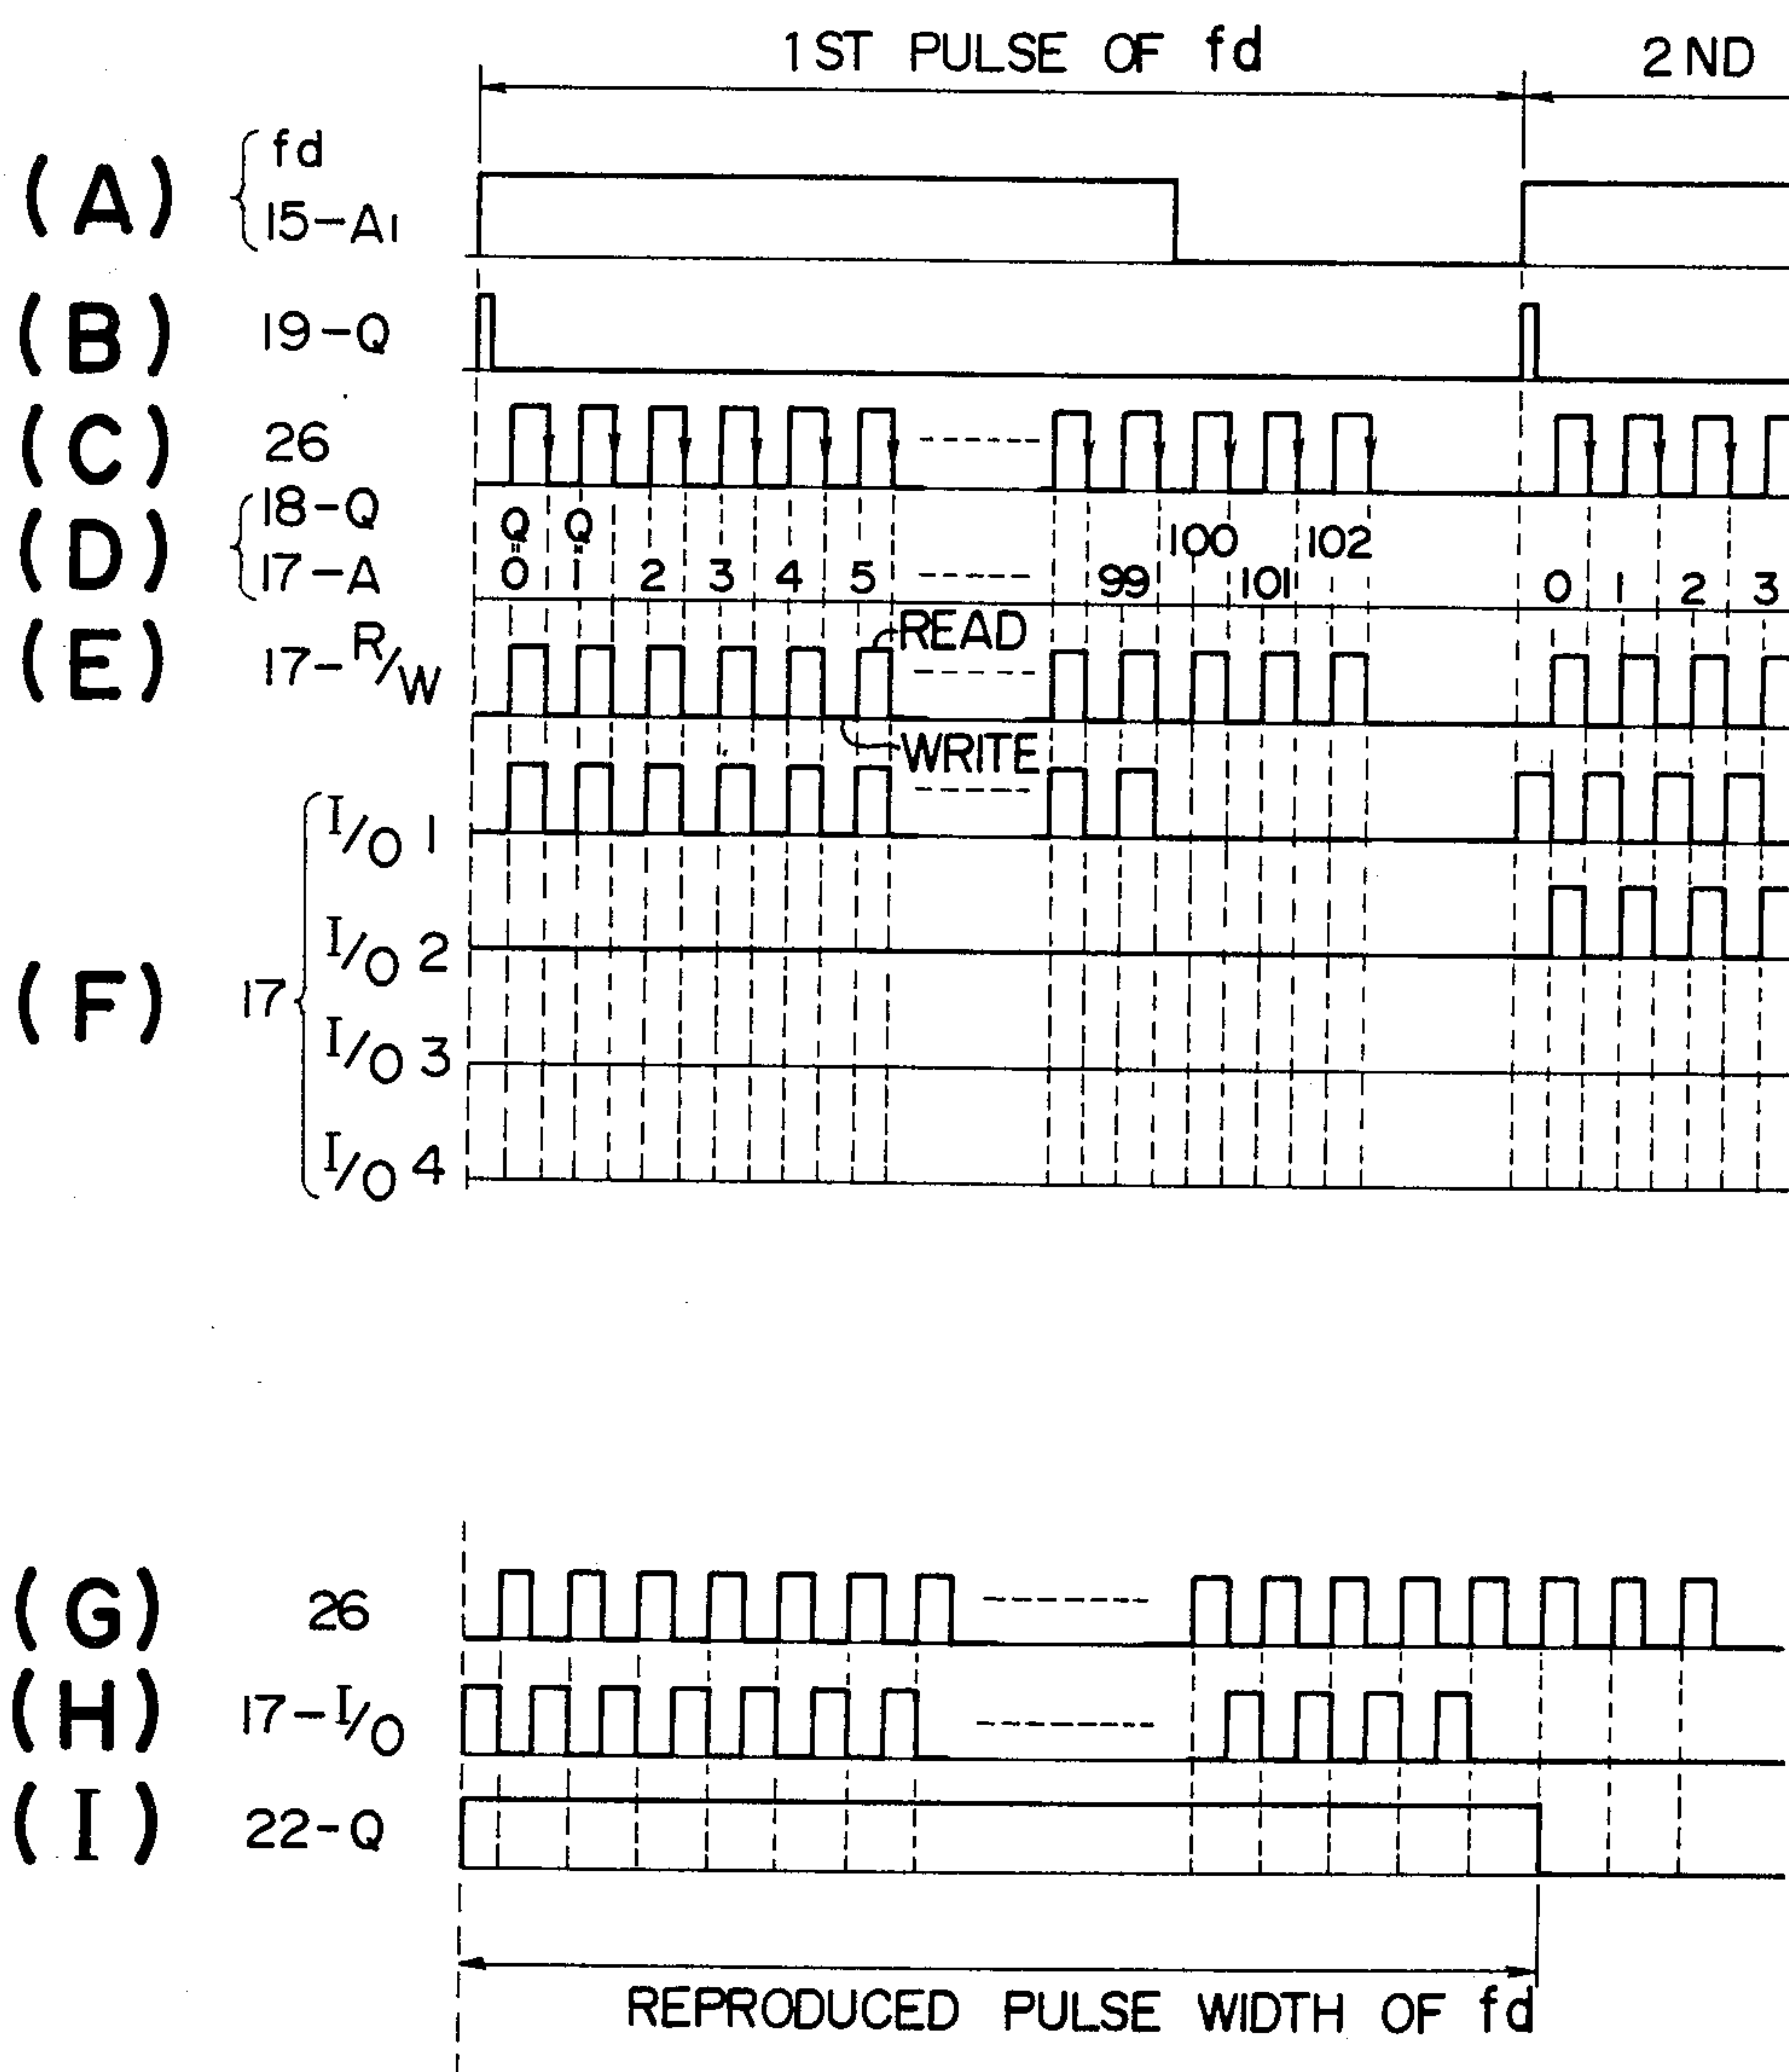 1ST PULSE OF fd 2ND
(A) fd
15-A1
(B) 19-Q
(C) 26
(D) 18-Q Q Q 100 102
17-A 0 1 2 3 4 5 99 101 0 1 2 3
(E) 17-R/W READ
WRITE
I/O 1
I/O 2
(F) 17
I/O 3
I/O 4
(G) 26
(H) 17-I/O
(I) 22-Q
REPRODUCED PULSE WIDTH OF fd